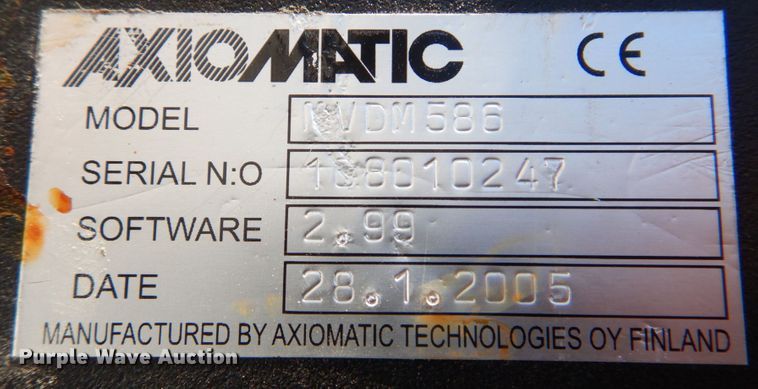 AXIOMATIC CE
MODEL MVDM586
SERIAL N:O 108010247
SOFTWARE 2.99
DATE 28.1.2005
MANUFACTURED BY AXIOMATIC TECHNOLOGIES OY FINLAND
Purple Wave Auction